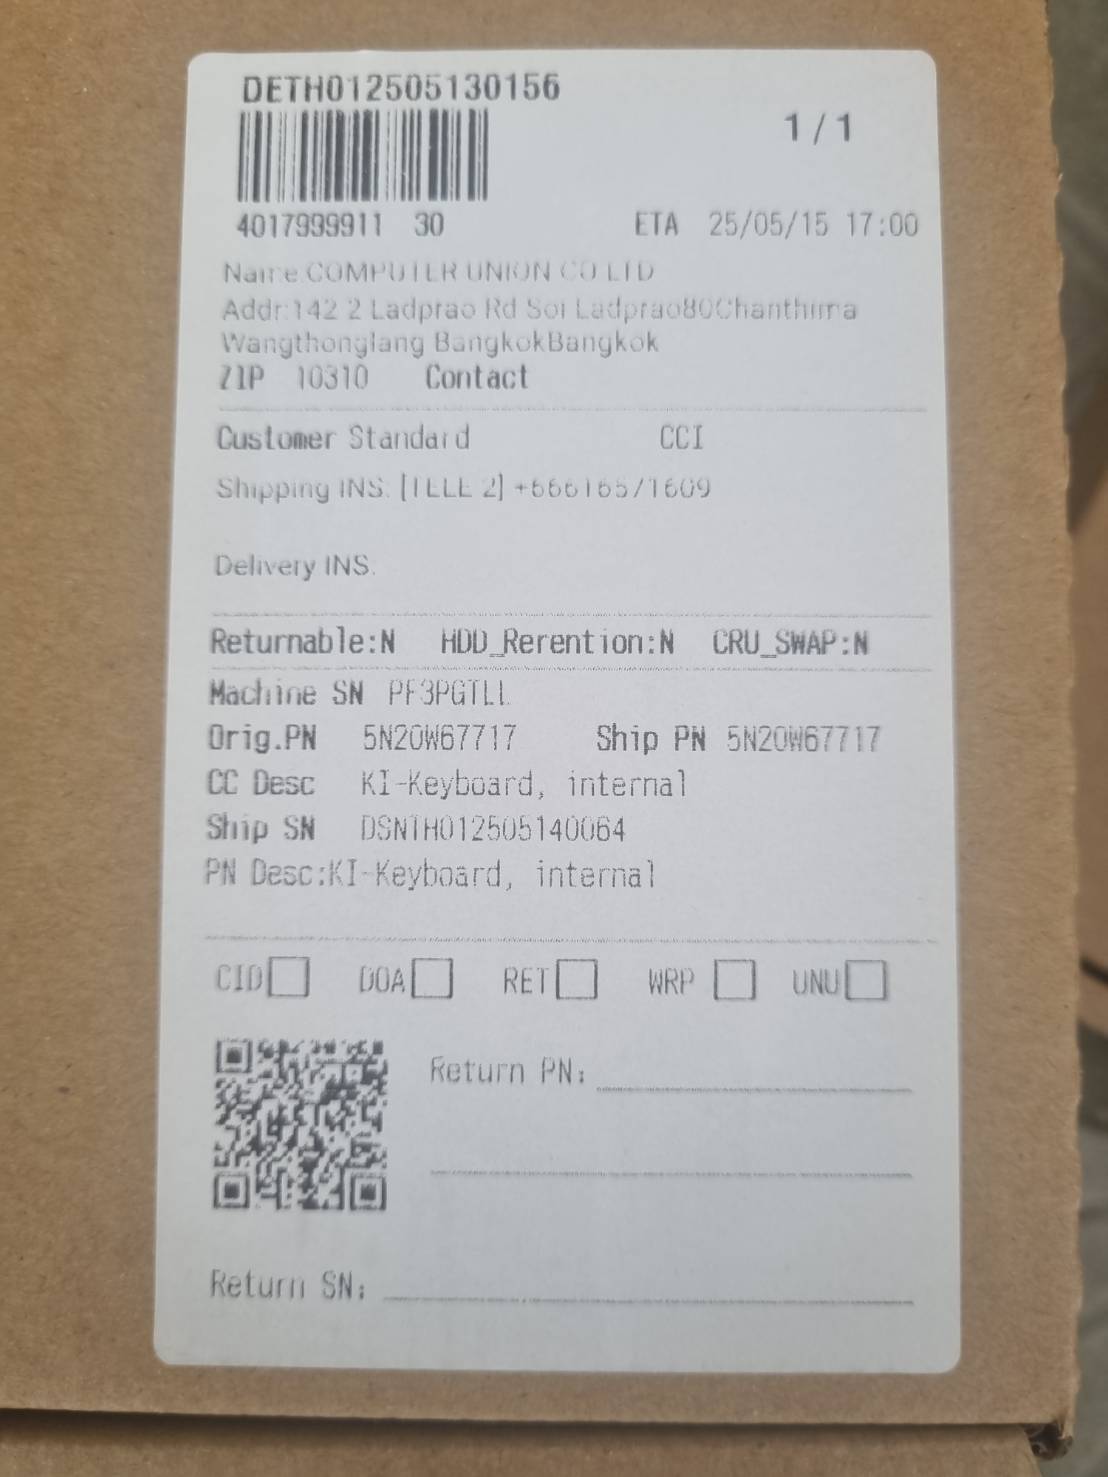 DETH012505130156
1 / 1
4017999911 30 ETA 25/05/15 17:00
Name:COMPUTER UNION CO LTD
Addr:142 2 Ladprao Rd Soi Ladprao80Chanthima
Wangthonglang BangkokBangkok
ZIP 10310 Contact
Customer Standard CCI
Shipping INS. [TELE 2] +66616571609
Delivery INS.
Returnable:N HDD_Rerention:N CRU_SWAP:N
Machine SN PF3PGTLL
Orig.PN 5N20W67717 Ship PN 5N20W67717
CC Desc KI-Keyboard, internal
Ship SN DSNTH012505140064
PN Desc:KI-Keyboard, internal
CID DOA RET WRP UNU
Return PN:
Return SN: